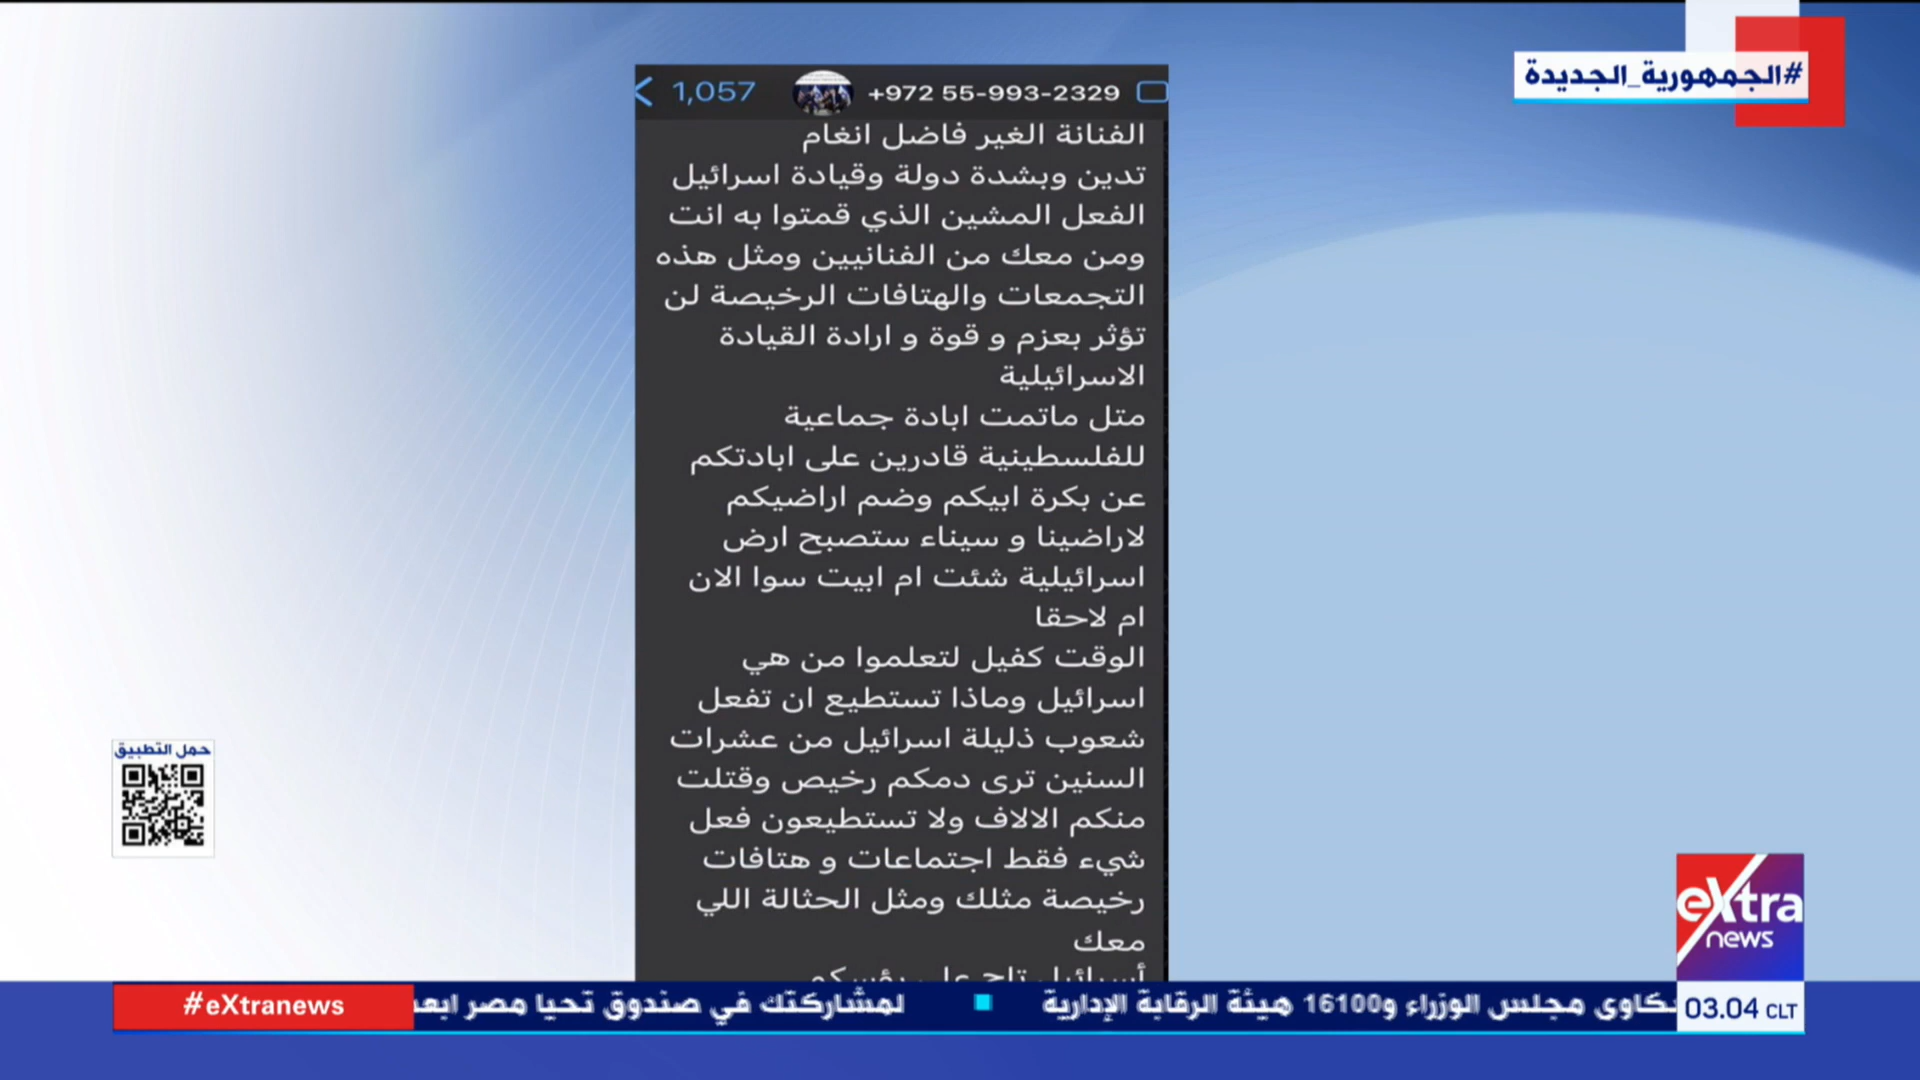 #الجمهورية_الجديدة
1,057
+972 55-993-2329
الفنانة الغير فاضل انغام
تدين وبشدة دولة وقيادة اسرائيل
الفعل المشين الذي قمتوا به انت
ومن معك من الفنانيين ومثل هذه
التجمعات والهتافات الرخيصة لن
تؤثر بعزم و قوة و ارادة القيادة
الاسرائيلية
متل ماتمت ابادة جماعية
للفلسطينية قادرين على ابادتكم
عن بكرة ابيكم وضم اراضيكم
لاراضينا و سيناء ستصبح ارض
اسرائيلية شئت ام ابيت سوا الان
ام لاحقا
الوقت كفيل لتعلموا من هي
اسرائيل وماذا تستطيع ان تفعل
شعوب ذليلة اسرائيل من عشرات
السنين ترى دمكم رخيص وقتلت
منكم الالاف ولا تستطيعون فعل
شيء فقط اجتماعات و هتافات
رخيصة مثلك ومثل الحثالة اللي
معك
حمل التطبيق
eXtra
news
03.04 CLT
شكاوى مجلس الوزراء و16100 هيئة الرقابة الإدارية لمشاركتك في صندوق تحيا مصر
#eXtranews